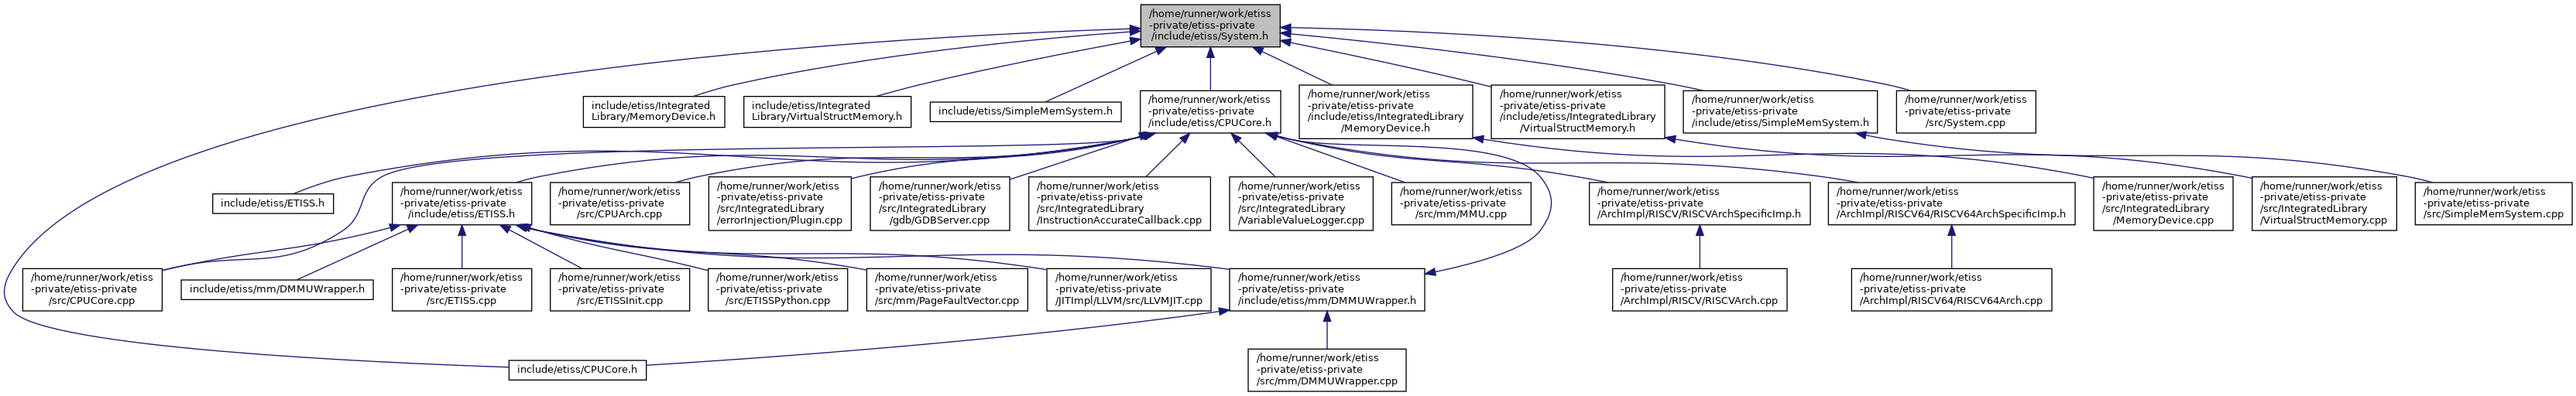 /home/runner/work/etiss
-private/etiss-private
/include/etiss/System.h
include/etiss/Integrated
Library/MemoryDevice.h
include/etiss/Integrated
Library/VirtualStructMemory.h
include/etiss/SimpleMemSystem.h
/home/runner/work/etiss
-private/etiss-private
/include/etiss/CPUCore.h
/home/runner/work/etiss
-private/etiss-private
/include/etiss/IntegratedLibrary
/MemoryDevice.h
/home/runner/work/etiss
-private/etiss-private
/include/etiss/IntegratedLibrary
/VirtualStructMemory.h
/home/runner/work/etiss
-private/etiss-private
/include/etiss/SimpleMemSystem.h
/home/runner/work/etiss
-private/etiss-private
/src/System.cpp
include/etiss/ETISS.h
/home/runner/work/etiss
-private/etiss-private
/include/etiss/ETISS.h
/home/runner/work/etiss
-private/etiss-private
/src/CPUArch.cpp
/home/runner/work/etiss
-private/etiss-private
/src/IntegratedLibrary
/errorInjection/Plugin.cpp
/home/runner/work/etiss
-private/etiss-private
/src/IntegratedLibrary
/gdb/GDBServer.cpp
/home/runner/work/etiss
-private/etiss-private
/src/IntegratedLibrary
/InstructionAccurateCallback.cpp
/home/runner/work/etiss
-private/etiss-private
/src/IntegratedLibrary
/VariableValueLogger.cpp
/home/runner/work/etiss
-private/etiss-private
/src/mm/MMU.cpp
/home/runner/work/etiss
-private/etiss-private
/ArchImpl/RISCV/RISCVArchSpecificImp.h
/home/runner/work/etiss
-private/etiss-private
/ArchImpl/RISCV64/RISCV64ArchSpecificImp.h
/home/runner/work/etiss
-private/etiss-private
/src/IntegratedLibrary
/MemoryDevice.cpp
/home/runner/work/etiss
-private/etiss-private
/src/IntegratedLibrary
/VirtualStructMemory.cpp
/home/runner/work/etiss
-private/etiss-private
/src/SimpleMemSystem.cpp
/home/runner/work/etiss
-private/etiss-private
/src/CPUCore.cpp
include/etiss/mm/DMMUWrapper.h
/home/runner/work/etiss
-private/etiss-private
/src/ETISS.cpp
/home/runner/work/etiss
-private/etiss-private
/src/ETISSInit.cpp
/home/runner/work/etiss
-private/etiss-private
/src/ETISSPython.cpp
/home/runner/work/etiss
-private/etiss-private
/src/mm/PageFaultVector.cpp
/home/runner/work/etiss
-private/etiss-private
/JITImpl/LLVM/src/LLVMJIT.cpp
/home/runner/work/etiss
-private/etiss-private
/include/etiss/mm/DMMUWrapper.h
/home/runner/work/etiss
-private/etiss-private
/ArchImpl/RISCV/RISCVArch.cpp
/home/runner/work/etiss
-private/etiss-private
/ArchImpl/RISCV64/RISCV64Arch.cpp
include/etiss/CPUCore.h
/home/runner/work/etiss
-private/etiss-private
/src/mm/DMMUWrapper.cpp